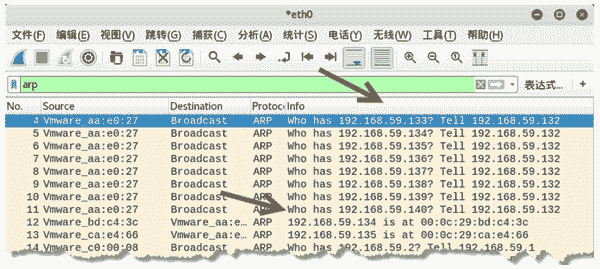 *eth0
文件(F) 编辑(E) 视图(V) 跳转(G) 捕获(C) 分析(A) 统计(S) 电话(Y) 无线(W) 工具(T) 帮助(H)
arp 表达式… +
No. Source Destination Protoc Info
4 Vmware_aa:e0:27 Broadcast ARP Who has 192.168.59.133? Tell 192.168.59.132
5 Vmware_aa:e0:27 Broadcast ARP Who has 192.168.59.134? Tell 192.168.59.132
6 Vmware_aa:e0:27 Broadcast ARP Who has 192.168.59.135? Tell 192.168.59.132
7 Vmware_aa:e0:27 Broadcast ARP Who has 192.168.59.136? Tell 192.168.59.132
8 Vmware_aa:e0:27 Broadcast ARP Who has 192.168.59.137? Tell 192.168.59.132
9 Vmware_aa:e0:27 Broadcast ARP Who has 192.168.59.138? Tell 192.168.59.132
10 Vmware_aa:e0:27 Broadcast ARP Who has 192.168.59.139? Tell 192.168.59.132
11 Vmware_aa:e0:27 Broadcast ARP Who has 192.168.59.140? Tell 192.168.59.132
12 Vmware_bd:c4:3c Vmware_aa:e… ARP 192.168.59.134 is at 00:0c:29:bd:c4:3c
13 Vmware_ca:e4:66 Vmware_aa:e… ARP 192.168.59.135 is at 00:0c:29:ca:e4:66
14 Vmware_c0:00:08 Broadcast ARP Who has 192.168.59.2? Tell 192.168.59.1